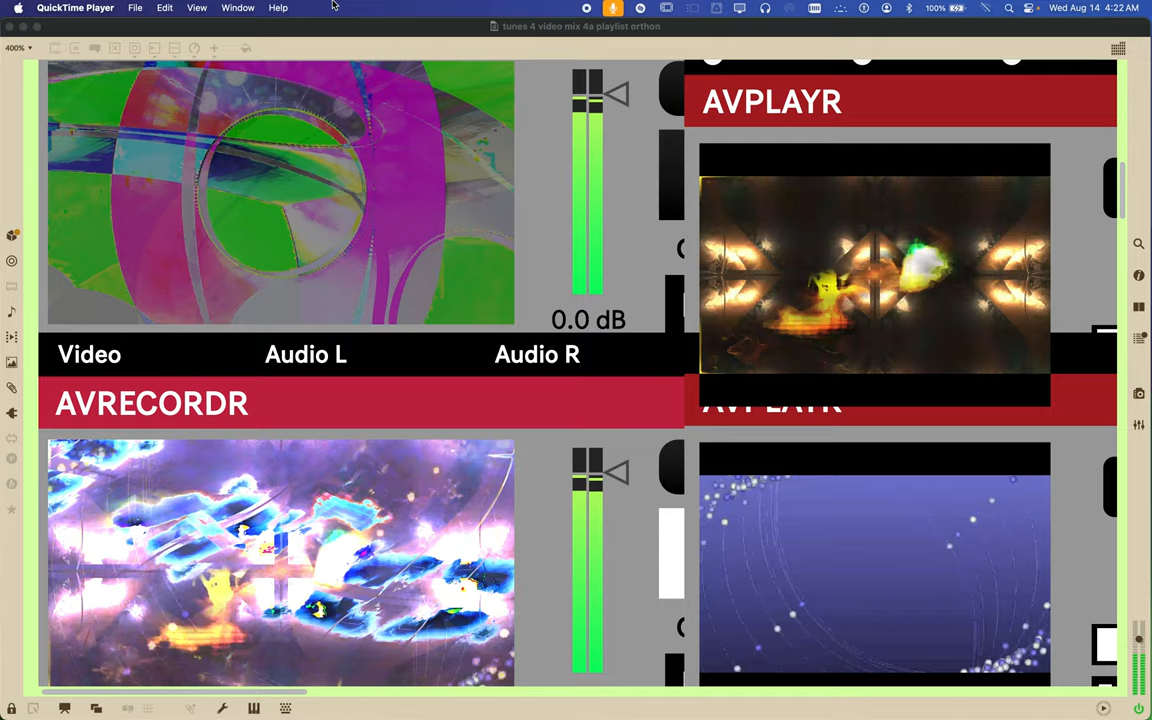 QuickTime Player File Edit View Window Help 100% Wed Aug 14 4:22 AM
tunes 4 video mix 4a playlist orthon
400%
AVPLAYR
0.0 dB
Video Audio L Audio R
AVRECORDR
AVPLAYR